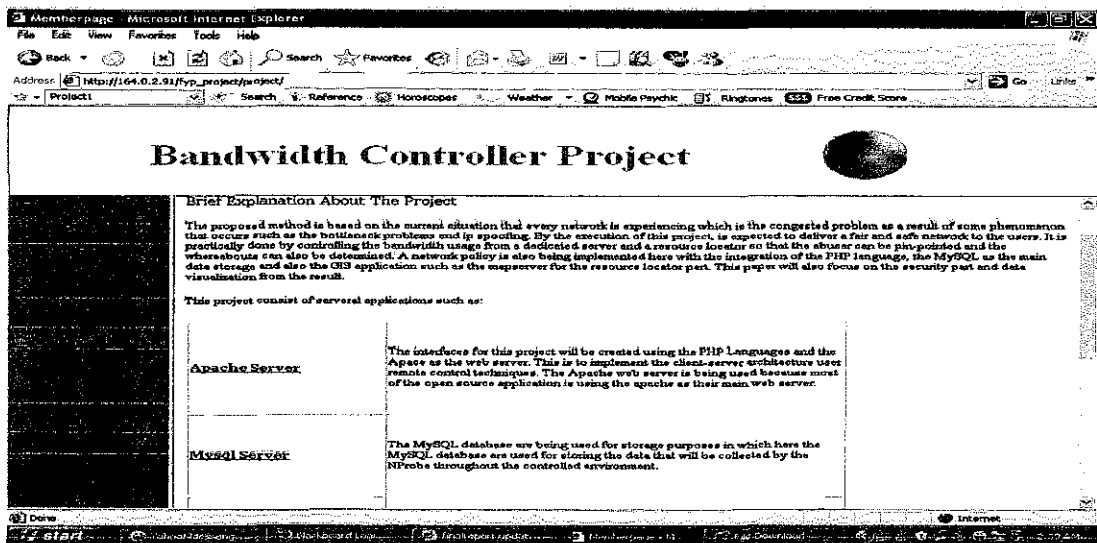 Memberpage - Microsoft Internet Explorer
File Edit View Favorites Tools Help
Back Search Favorites
Address http://164.0.2.91/fyp_project/project/ Go Links
Project1 Search Reference Horoscopes Weather Mobile Psychic Ringtones Free Credit Score
Bandwidth Controller Project
Brief Explanation About The Project
The proposed method is based on the current situation that every network is experiencing which is the congested problem as a result of some phenomanon
that occurs such as the bottleneck problems and ip spoofing. By the execution of this project, is expected to deliver a fair and safe network to the users. It is
practically done by controlling the bandwidth usage from a dedicated server and a resource locator so that the abuser can be pin-pointed and the
whereabouts can also be determined. A network policy is also being implemented here with the integration of the PHP language, the MySQL as the main
data storage and also the GIS application such as the mapserver for the resource locator part. This paper will also focus on the security part and data
visualization from the result.
This project consist of serveral applications such as:
Apache Server
The interfaces for this project will be created using the PHP Languages and the
Apace as the web server. This is to implement the client-server architecture user
remote control techniques. The Apache web server is being used because most
of the open source application is using the apache as their main web server.
Mysql Server
The MySQL database are being used for storage purposes in which here the
MySQL database are used for storing the data that will be collected by the
NProbe throughout the controlled environment.
Done Internet
start